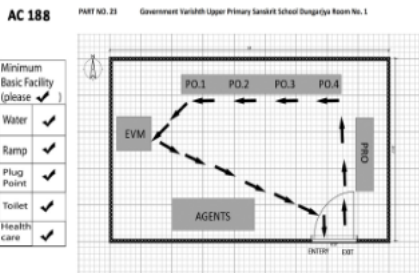 AC 188
PART NO. 23
Government Varishth Upper Primary Sanskrit School Dungarjya Room No. 1
Minimum
Basic Facility
(please ✔ )
Water ✔
Ramp ✔
Plug
Point ✔
Toilet ✔
Health
care ✔
PO.1 PO.2 PO.3 PO.4
EVM
PRO
AGENTS
ENTERY EXIT